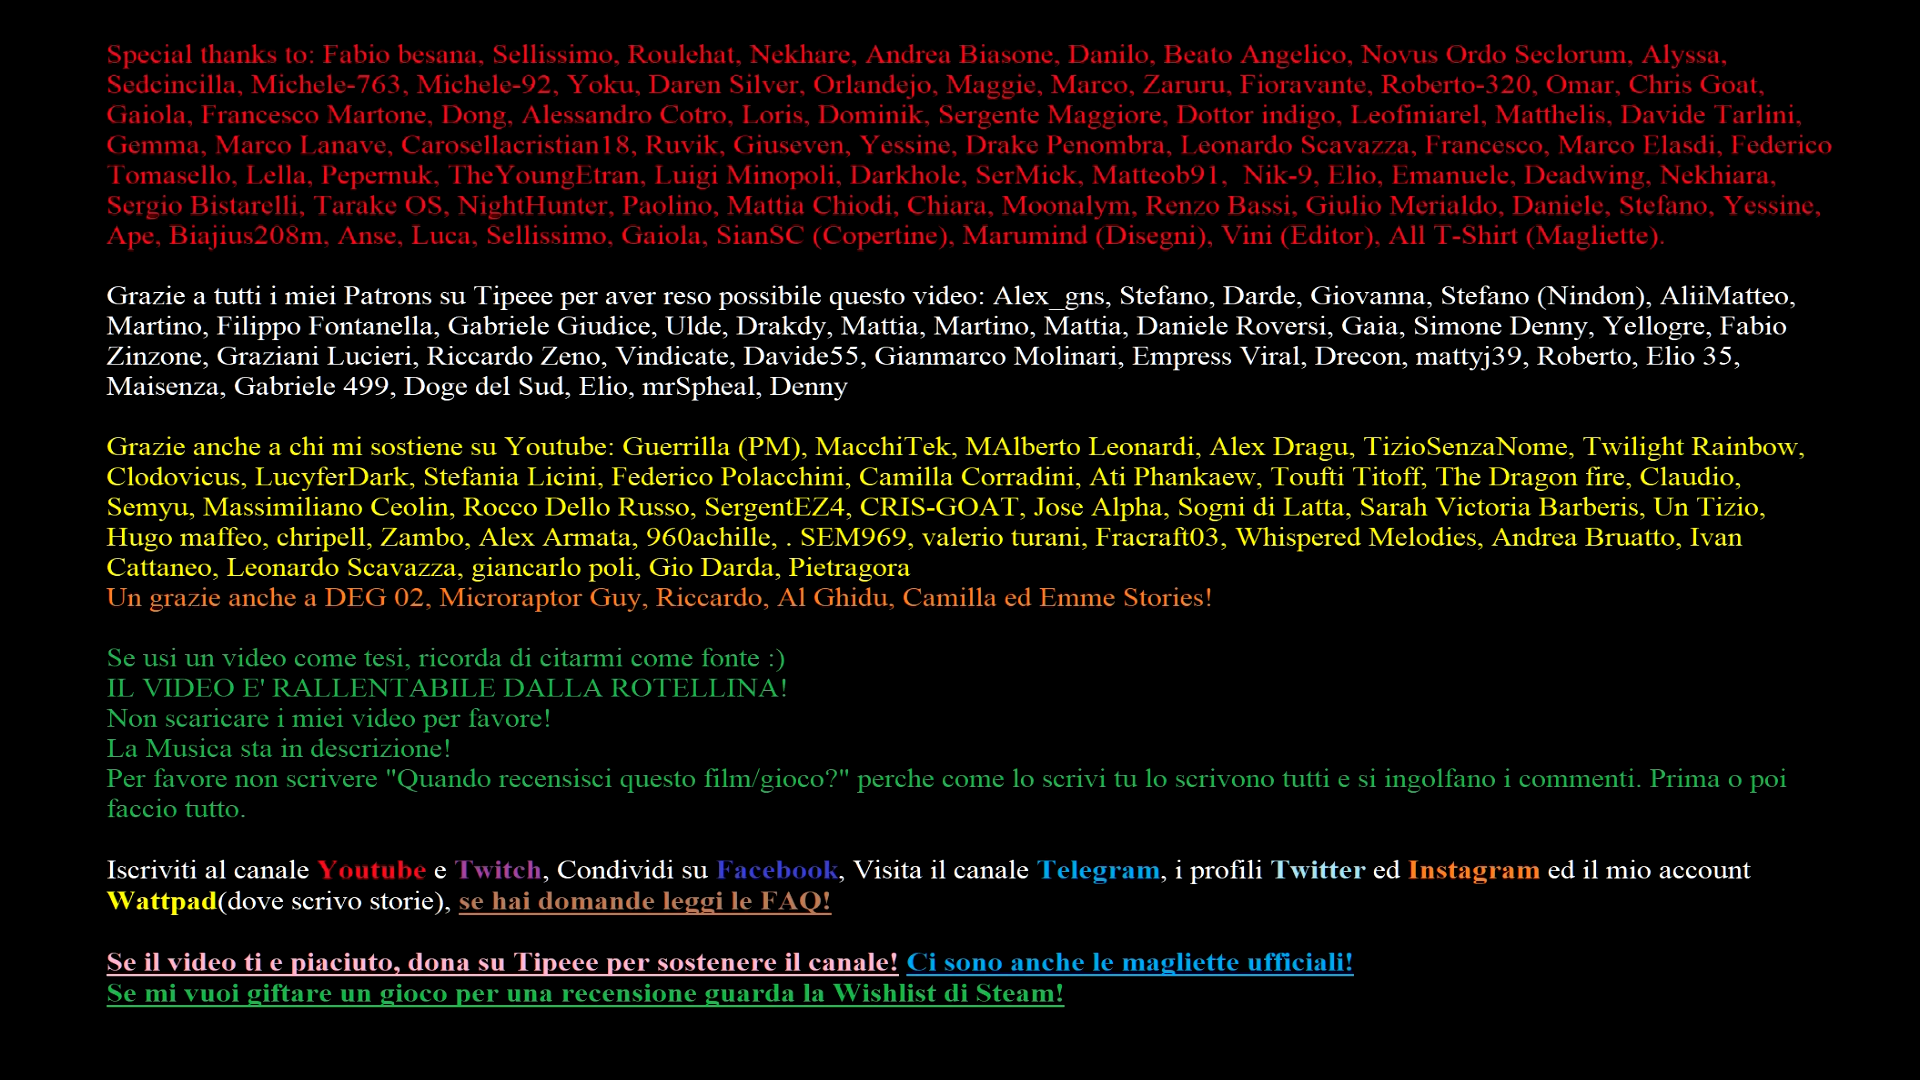 Special thanks to: Fabio besana, Sellissimo, Roulehat, Nekhare, Andrea Biasone, Danilo, Beato Angelico, Novus Ordo Seclorum, Alyssa,
Sedcincilla, Michele-763, Michele-92, Yoku, Daren Silver, Orlandejo, Maggie, Marco, Zaruru, Fioravante, Roberto-320, Omar, Chris Goat,
Gaiola, Francesco Martone, Dong, Alessandro Cotro, Loris, Dominik, Sergente Maggiore, Dottor indigo, Leofiniarel, Matthelis, Davide Tarlini,
Gemma, Marco Lanave, Carosellacristian18, Ruvik, Giuseven, Yessine, Drake Penombra, Leonardo Scavazza, Francesco, Marco Elasdi, Federico
Tomasello, Lella, Pepernuk, TheYoungEtran, Luigi Minopoli, Darkhole, SerMick, Matteob91,  Nik-9, Elio, Emanuele, Deadwing, Nekhiara,
Sergio Bistarelli, Tarake OS, NightHunter, Paolino, Mattia Chiodi, Chiara, Moonalym, Renzo Bassi, Giulio Merialdo, Daniele, Stefano, Yessine,
Ape, Biajius208m, Anse, Luca, Sellissimo, Gaiola, SianSC (Copertine), Marumind (Disegni), Vini (Editor), All T-Shirt (Magliette).
Grazie a tutti i miei Patrons su Tipeee per aver reso possibile questo video: Alex_gns, Stefano, Darde, Giovanna, Stefano (Nindon), AliiMatteo,
Martino, Filippo Fontanella, Gabriele Giudice, Ulde, Drakdy, Mattia, Martino, Mattia, Daniele Roversi, Gaia, Simone Denny, Yellogre, Fabio
Zinzone, Graziani Lucieri, Riccardo Zeno, Vindicate, Davide55, Gianmarco Molinari, Empress Viral, Drecon, mattyj39, Roberto, Elio 35,
Maisenza, Gabriele 499, Doge del Sud, Elio, mrSpheal, Denny
Grazie anche a chi mi sostiene su Youtube: Guerrilla (PM), MacchiTek, MAlberto Leonardi, Alex Dragu, TizioSenzaNome, Twilight Rainbow,
Clodovicus, LucyferDark, Stefania Licini, Federico Polacchini, Camilla Corradini, Ati Phankaew, Toufti Titoff, The Dragon fire, Claudio,
Semyu, Massimiliano Ceolin, Rocco Dello Russo, SergentEZ4, CRIS-GOAT, Jose Alpha, Sogni di Latta, Sarah Victoria Barberis, Un Tizio,
Hugo maffeo, chripell, Zambo, Alex Armata, 960achille, . SEM969, valerio turani, Fracraft03, Whispered Melodies, Andrea Bruatto, Ivan
Cattaneo, Leonardo Scavazza, giancarlo poli, Gio Darda, Pietragora
Un grazie anche a DEG 02, Microraptor Guy, Riccardo, Al Ghidu, Camilla ed Emme Stories!
Se usi un video come tesi, ricorda di citarmi come fonte :)
IL VIDEO E' RALLENTABILE DALLA ROTELLINA!
Non scaricare i miei video per favore!
La Musica sta in descrizione!
Per favore non scrivere "Quando recensisci questo film/gioco?" perche come lo scrivi tu lo scrivono tutti e si ingolfano i commenti. Prima o poi
faccio tutto.
Iscriviti al canale Youtube e Twitch, Condividi su Facebook, Visita il canale Telegram, i profili Twitter ed Instagram ed il mio account
Wattpad(dove scrivo storie), se hai domande leggi le FAQ!
Se il video ti e piaciuto, dona su Tipeee per sostenere il canale! Ci sono anche le magliette ufficiali!
Se mi vuoi giftare un gioco per una recensione guarda la Wishlist di Steam!